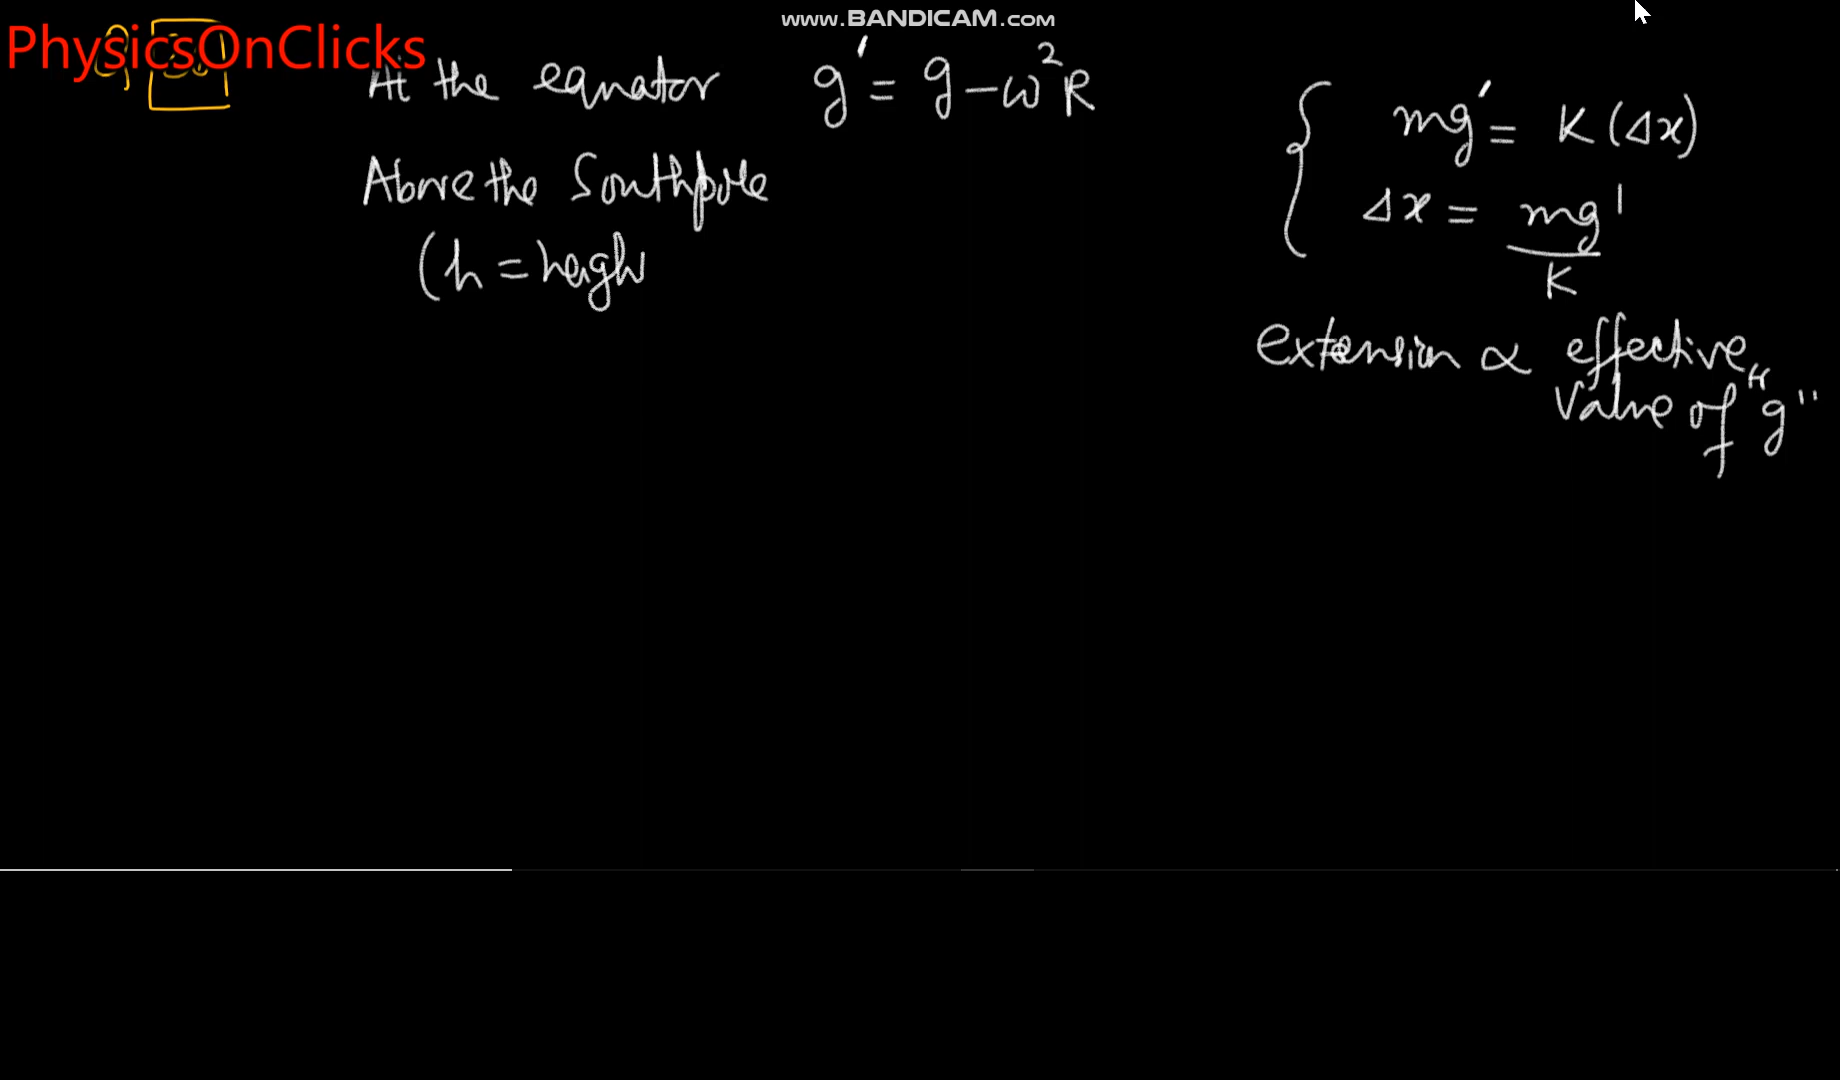 www.BANDICAM.com
PhysicsOnClicks
At the equator g' = g - ω²R
Above the Southpole
(h = heigh
mg' = K(Δx)
Δx = mg'
K
extension ∝ effective
value of "g"